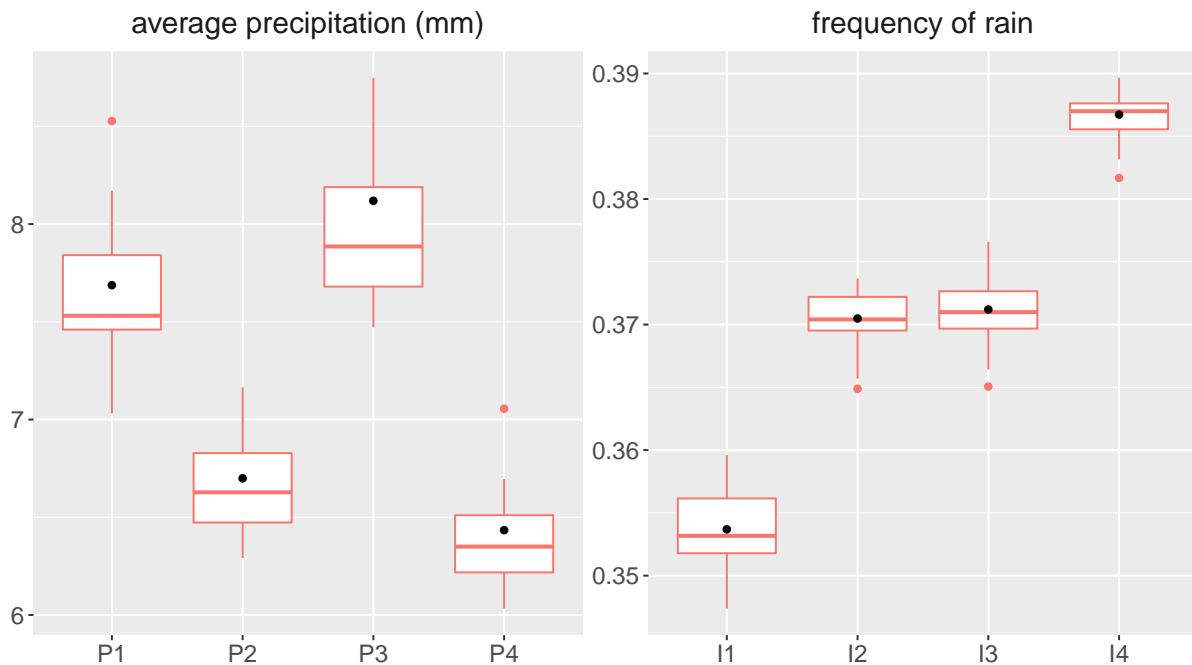 average precipitation (mm)
8
7
6
P1 P2 P3 P4
frequency of rain
0.39
0.38
0.37
0.36
0.35
I1 I2 I3 I4